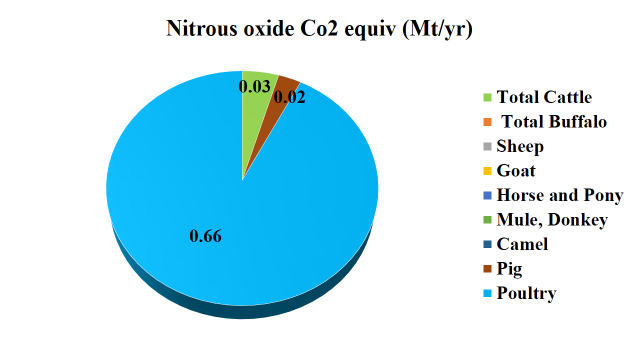 Nitrous oxide Co2 equiv (Mt/yr)
0.03
0.02
0.66
Total Cattle
Total Buffalo
Sheep
Goat
Horse and Pony
Mule, Donkey
Camel
Pig
Poultry